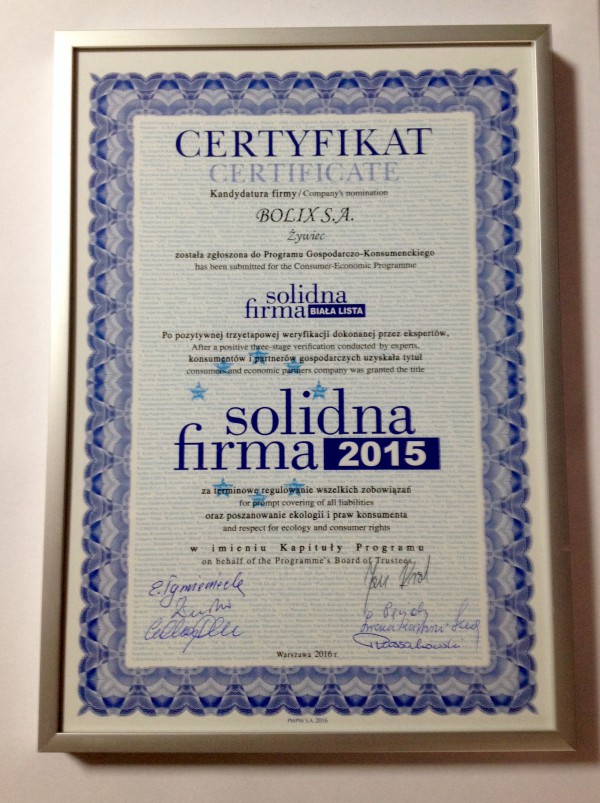 CERTYFIKAT
CERTIFICATE
Kandydatura firmy / Company's nomination
BOLIX S.A.
Żywiec
została zgłoszona do Programu Gospodarczo-Konsumenckiego
has been submitted for the Consumer-Economic Programme
solidna
firma BIAŁA LISTA
Po pozytywnej trzyetapowej weryfikacji dokonanej przez ekspertów,
After a positive three-stage verification conducted by experts,
konsumentów i partnerów gospodarczych uzyskała tytuł
consumers and economic partners company was granted the title
solidna
firma 2015
za terminowe regulowanie wszelkich zobowiązań
for prompt covering of all liabilities
oraz poszanowanie ekologii i praw konsumenta
and respect for ecology and consumer rights
w imieniu Kapituły Programu
on behalf of the Programme's Board of Trustees
Warszawa 2016 r.
PWPW S.A. 2016